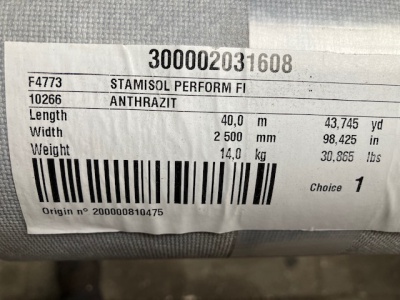 300002031608
F4773 STAMISOL PERFORM FI
10266 ANTHRAZIT
Length 40,0 m 43,745 yd
Width 2 500 mm 98,425 in
Weight 14,0 kg 30,865 lbs
Choice 1
Origin n° 200000810475